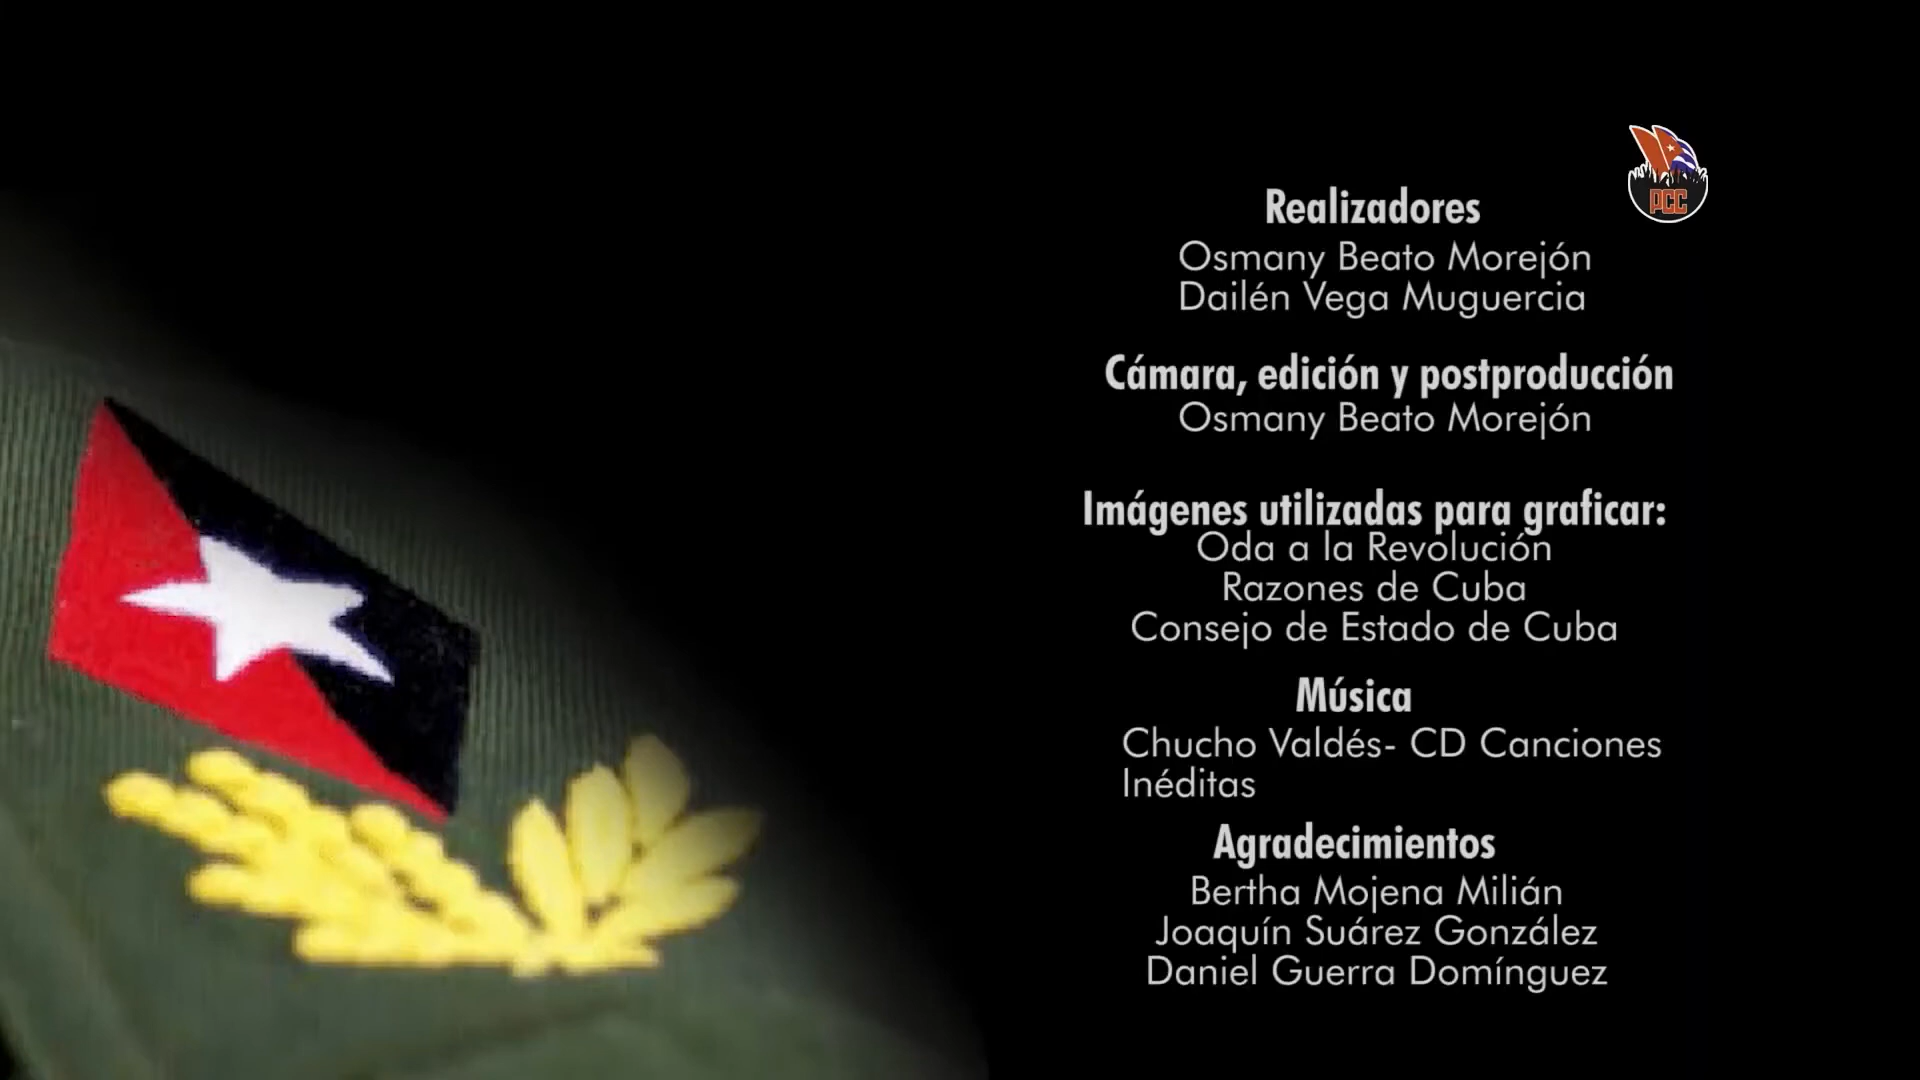 PCC
Realizadores
Osmany Beato Morejón
Dailén Vega Muguercia
Cámara, edición y postproducción
Osmany Beato Morejón
Imágenes utilizadas para graficar:
Oda a la Revolución
Razones de Cuba
Consejo de Estado de Cuba
Música
Chucho Valdés- CD Canciones
Inéditas
Agradecimientos
Bertha Mojena Milián
Joaquín Suárez González
Daniel Guerra Domínguez